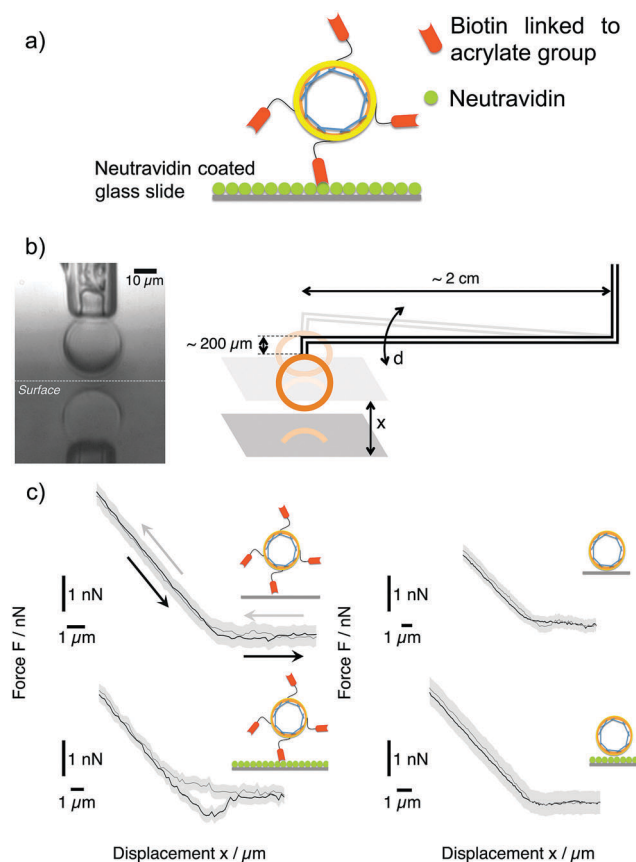 a)
Biotin linked to
acrylate group
Neutravidin
Neutravidin coated
glass slide
b)
10 µm
Surface
~ 2 cm
~ 200 µm
d
x
c)
Force F / nN
1 nN
1 µm
Force F / nN
1 nN
1 µm
1 nN
1 µm
1 nN
1 µm
Displacement x / µm
Displacement x / µm